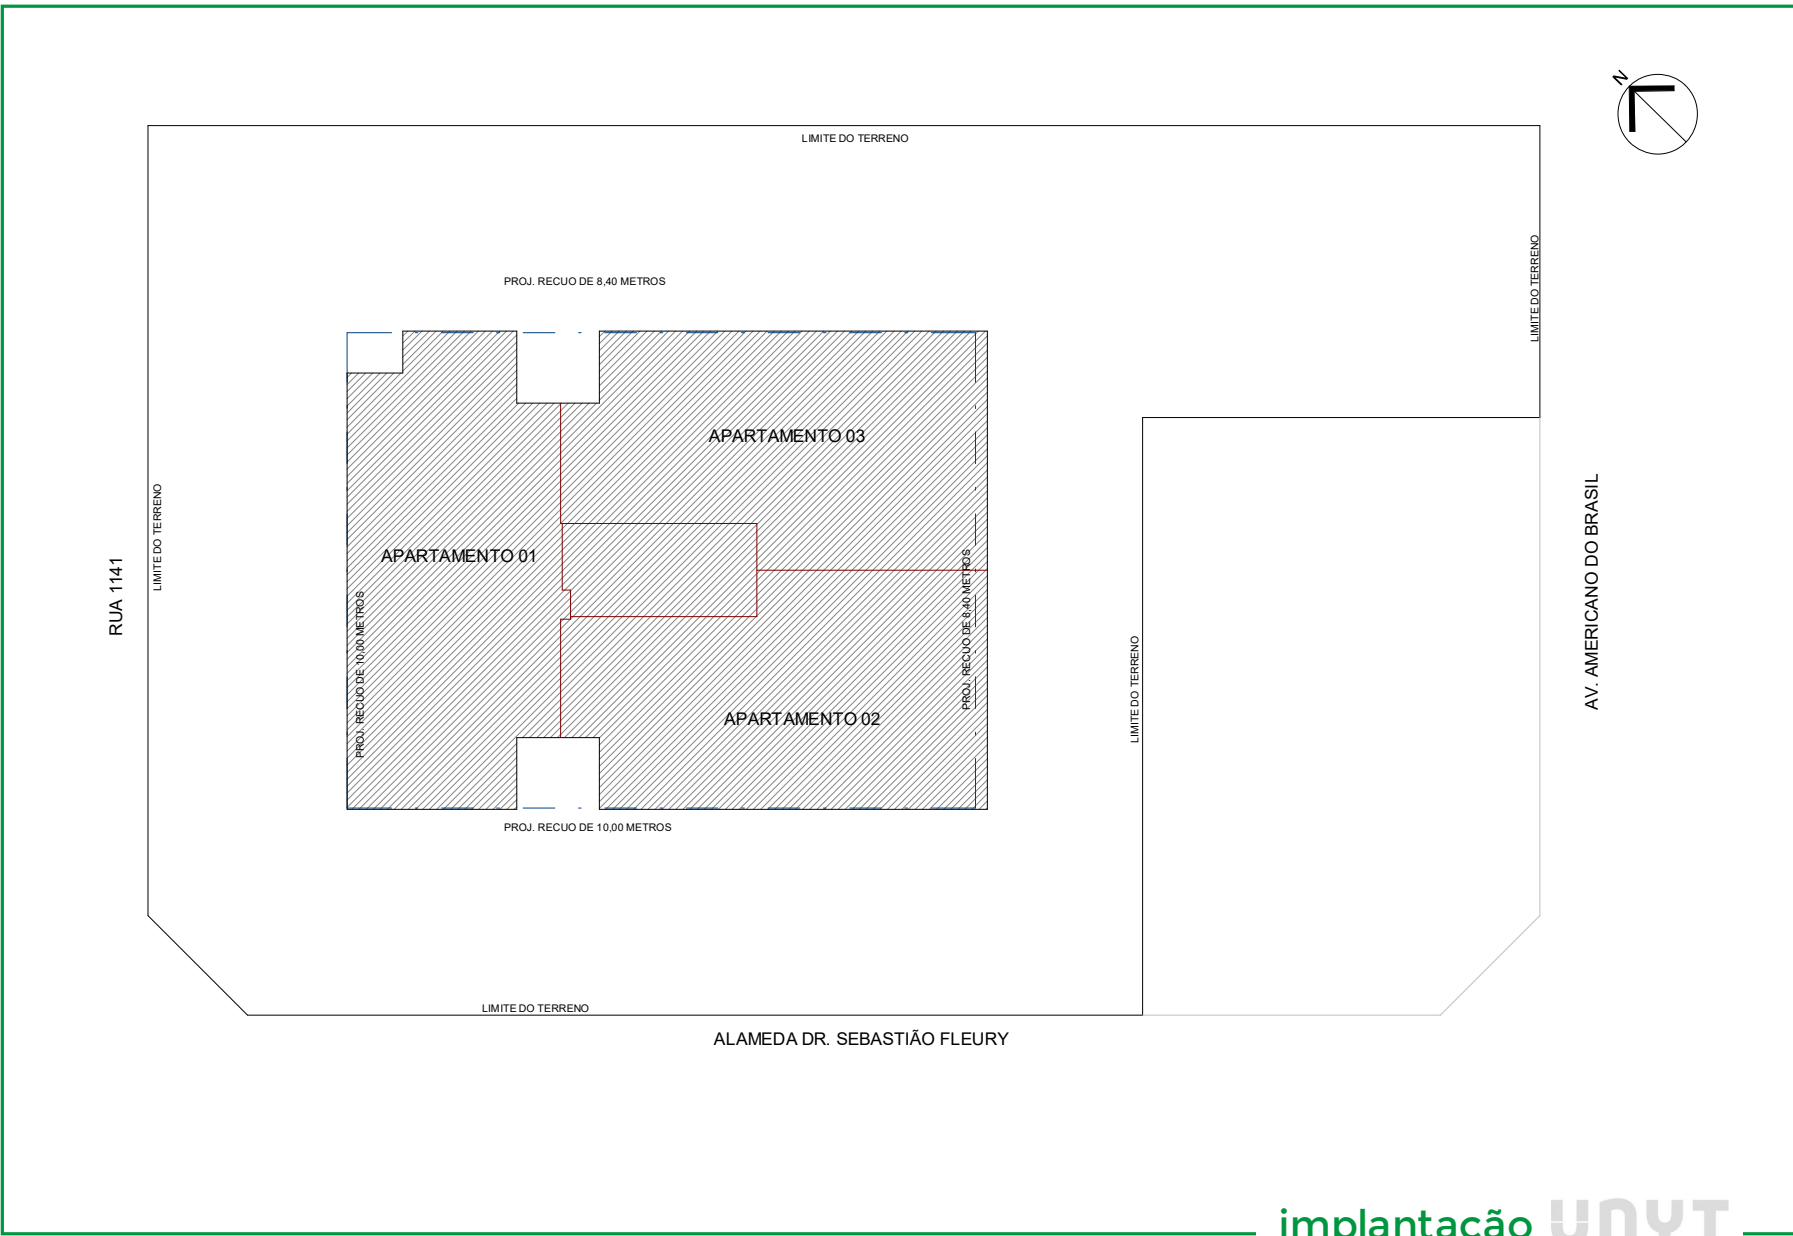 N
LIMITE DO TERRENO
LIMITE DO TERRENO
PROJ. RECUO DE 8,40 METROS
APARTAMENTO 03
LIMITE DO TERRENO
RUA 1141
APARTAMENTO 01
PROJ. RECUO DE 10,00 METROS
PROJ. RECUO DE 8,40 METROS
LIMITE DO TERRENO
AV. AMERICANO DO BRASIL
APARTAMENTO 02
PROJ. RECUO DE 10,00 METROS
LIMITE DO TERRENO
ALAMEDA DR. SEBASTIÃO FLEURY
implantação UNYT